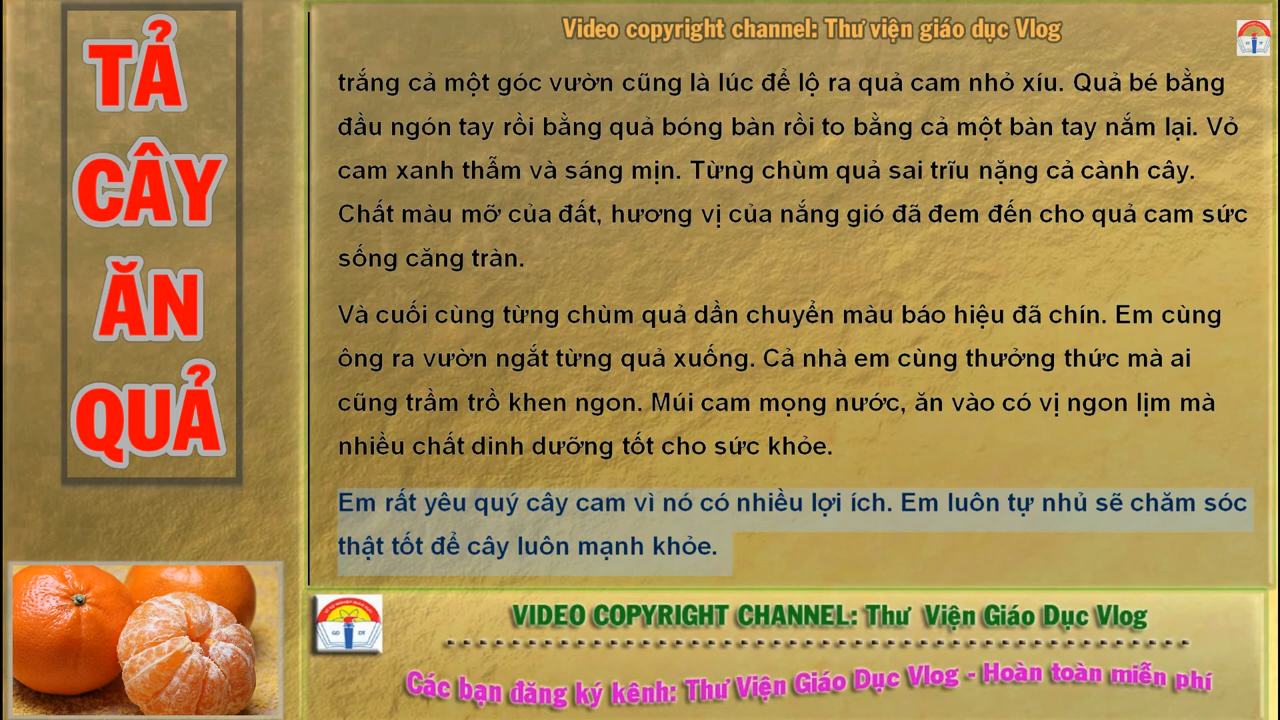 TẢ
CÂY
ĂN
QUẢ
Video copyright channel: Thư viện giáo dục Vlog
trắng cả một góc vườn cũng là lúc để lộ ra quả cam nhỏ xíu. Quả bé bằng
đầu ngón tay rồi bằng quả bóng bàn rồi to bằng cả một bàn tay nắm lại. Vỏ
cam xanh thẫm và sáng mịn. Từng chùm quả sai trĩu nặng cả cành cây.
Chất màu mỡ của đất, hương vị của nắng gió đã đem đến cho quả cam sức
sống căng tràn.
Và cuối cùng từng chùm quả dần chuyển màu báo hiệu đã chín. Em cùng
ông ra vườn ngắt từng quả xuống. Cả nhà em cùng thưởng thức mà ai
cũng trầm trồ khen ngon. Múi cam mọng nước, ăn vào có vị ngon lịm mà
nhiều chất dinh dưỡng tốt cho sức khỏe.
Em rất yêu quý cây cam vì nó có nhiều lợi ích. Em luôn tự nhủ sẽ chăm sóc
thật tốt để cây luôn mạnh khỏe.
VIDEO COPYRIGHT CHANNEL: Thư Viện Giáo Dục Vlog
Các bạn đăng ký kênh: Thư Viện Giáo Dục Vlog - Hoàn toàn miễn phí